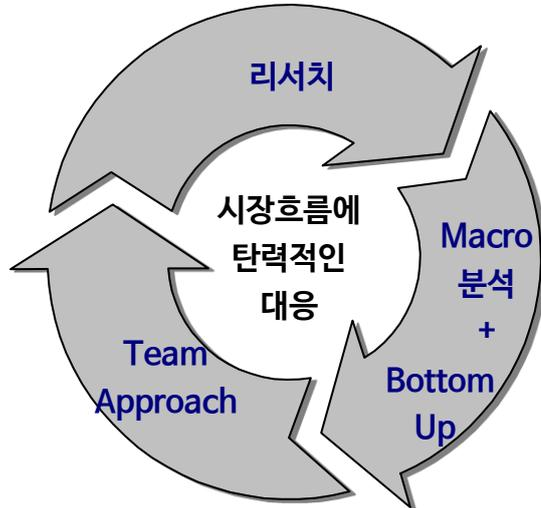 리서치
시장흐름에
탄력적인
대응
Macro
분석
+
Bottom
Up
Team
Approach